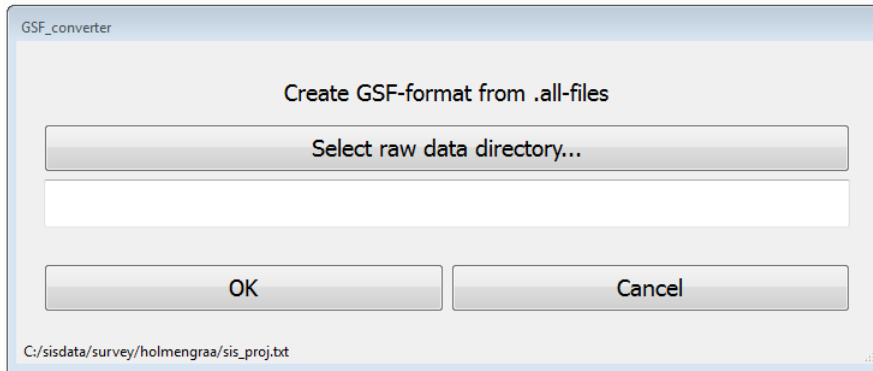 GSF_converter
Create GSF-format from .all-files
Select raw data directory...
OK
Cancel
C:/sisdata/survey/holmengraa/sis_proj.txt